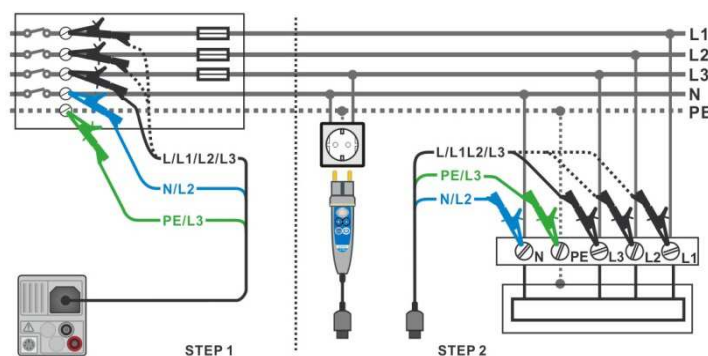 L1
L2
L3
N
PE
L/L1/L2/L3
N/L2
PE/L3
L/L1L2/L3
PE/L3
N/L2
N
PE
L3
L2
L1
STEP 1
STEP 2